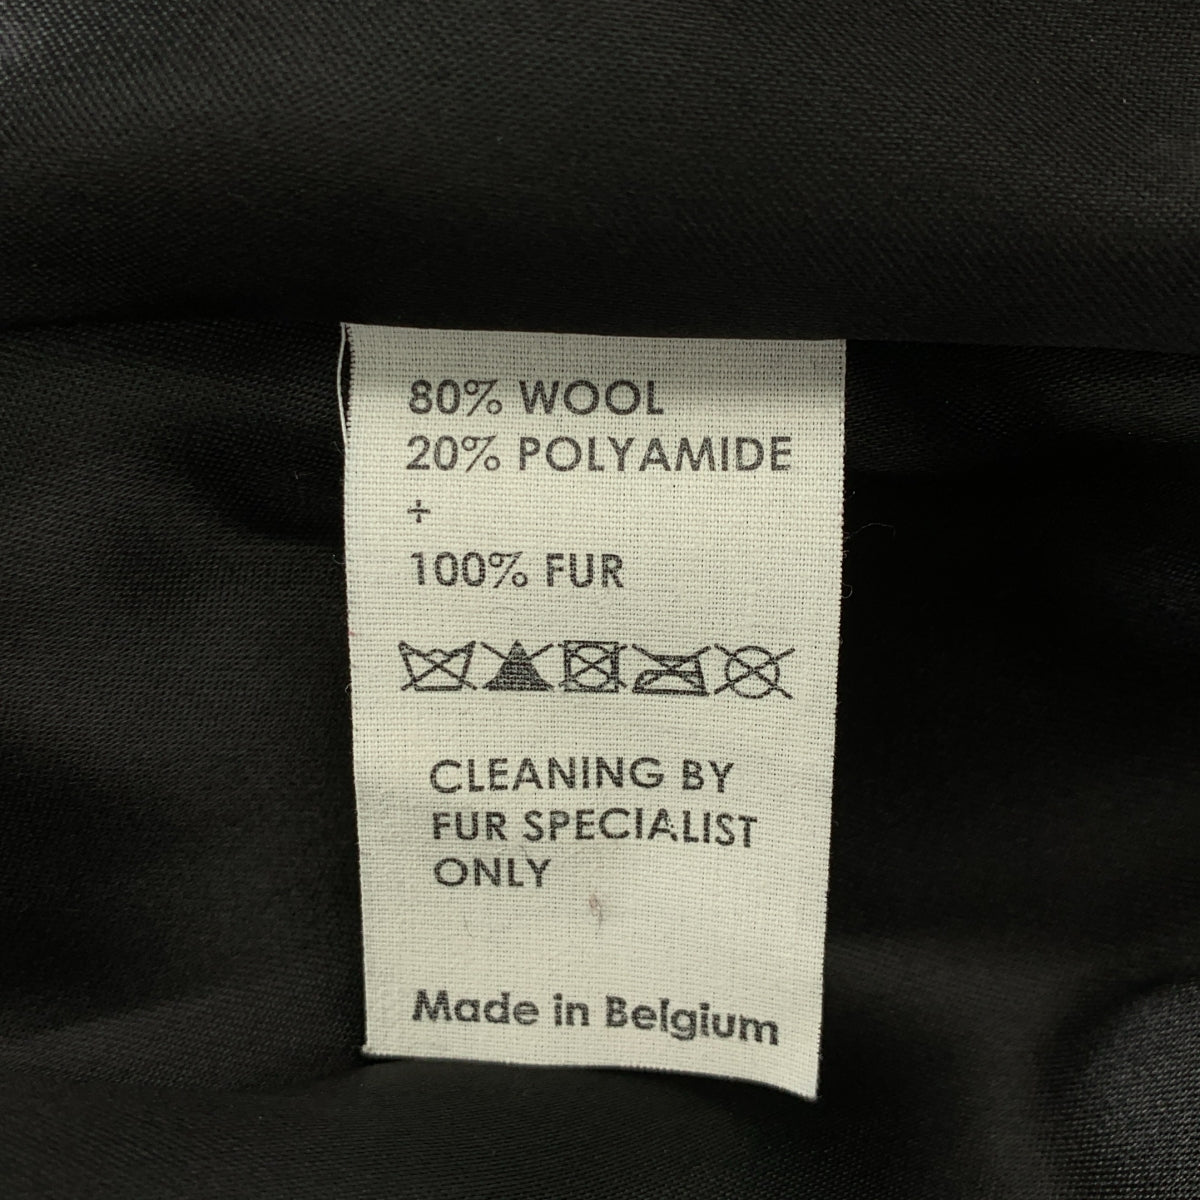 80% WOOL
20% POLYAMIDE
÷
100% FUR
CLEANING BY
FUR SPECIALIST
ONLY
Made in Belgium